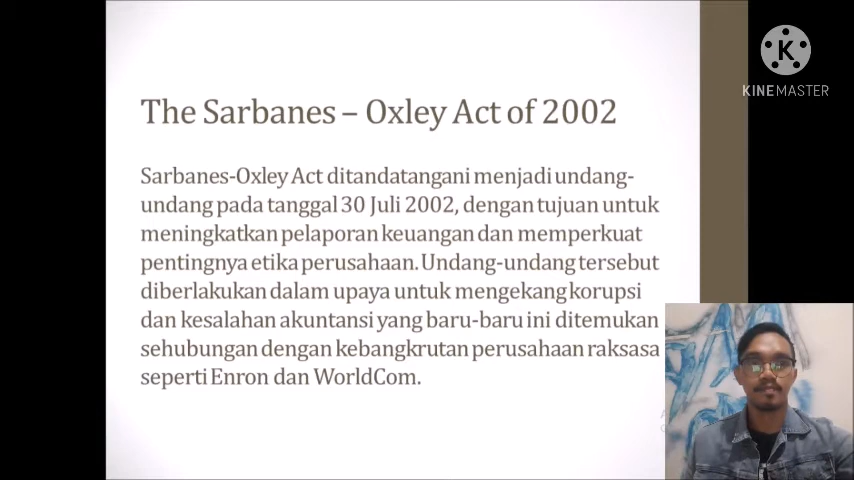 The Sarbanes – Oxley Act of 2002
Sarbanes-Oxley Act ditandatangani menjadi undang-
undang pada tanggal 30 Juli 2002, dengan tujuan untuk
meningkatkan pelaporan keuangan dan memperkuat
pentingnya etika perusahaan. Undang-undang tersebut
diberlakukan dalam upaya untuk mengekang korupsi
dan kesalahan akuntansi yang baru-baru ini ditemukan
sehubungan dengan kebangkrutan perusahaan raksasa
seperti Enron dan WorldCom.
K
KINEMASTER